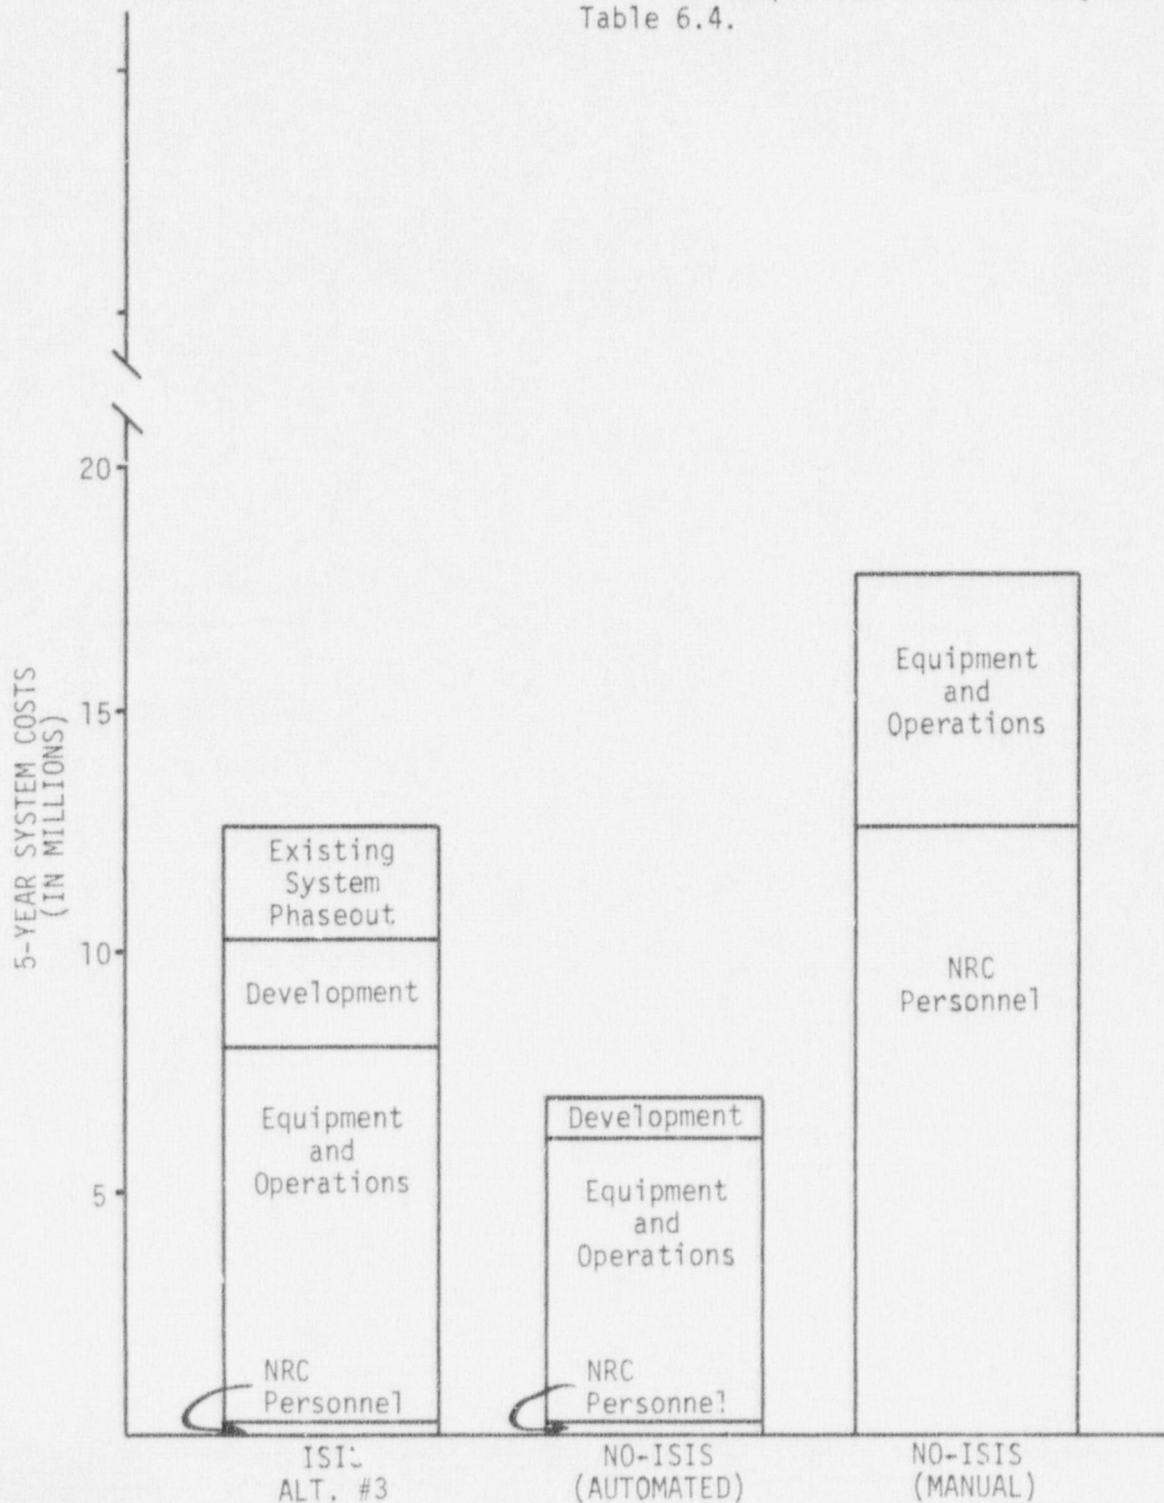 Table 6.4.
20
15
10
5
5-YEAR SYSTEM COSTS
(IN MILLIONS)
Existing
System
Phaseout
Development
Equipment
and
Operations
NRC
Personnel
Development
Equipment
and
Operations
NRC
Personnel
Equipment
and
Operations
NRC
Personnel
ALT. #3
NO-ISIS
(AUTOMATED)
NO-ISIS
(MANUAL)